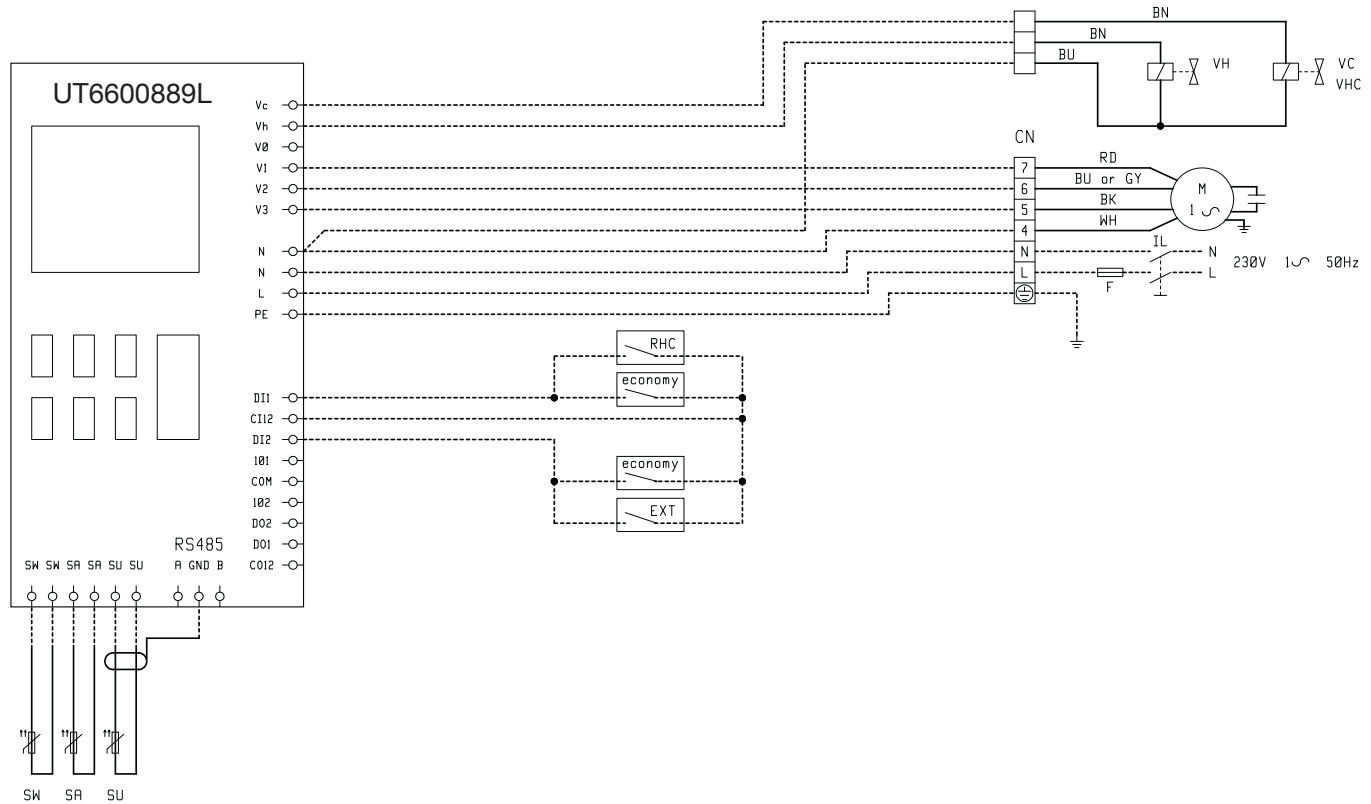 BN
BN
BU
VH
VC
VHC
UT6600889L
Vc
Vh
V0
V1
V2
V3
N
N
L
PE
CN
7
6
5
4
N
L
RD
BU or GY
BK
WH
M
1
IL
F
N
L
230V 1 50Hz
RHC
economy
economy
EXT
DI1
CI12
DI2
101
COM
102
DO2
DO1
CO12
RS485
SW SW SA SA SU SU A GND B
SW SA SU